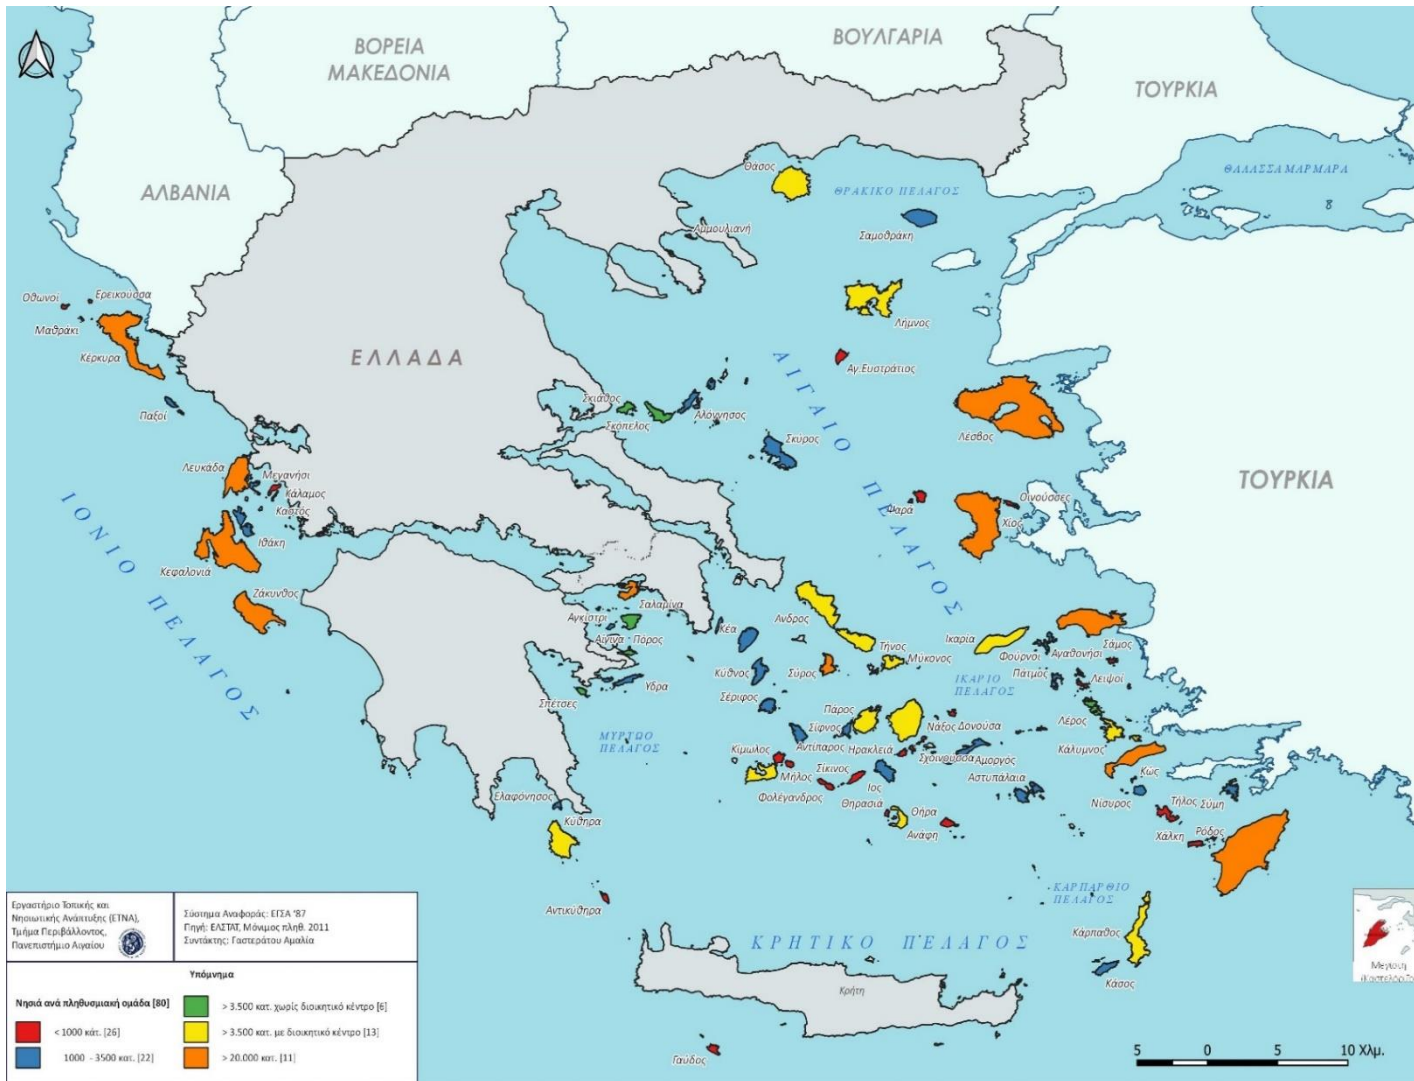 ΒΟΡΕΙΑ
ΜΑΚΕΔΟΝΙΑ
ΒΟΥΛΓΑΡΙΑ
ΤΟΥΡΚΙΑ
ΑΛΒΑΝΙΑ
Θάσος
ΘΡΑΚΙΚΟ ΠΕΛΑΓΟΣ
ΘΑΛΑΣΣΑ ΜΑΡΜΑΡΑ
Αμμουλιανή
Σαμοθράκη
Οθωνοί
Ερεικούσσα
Μαθράκι
Κέρκυρα
ΕΛΛΑΔΑ
Λήμνος
Αγ.Ευστράτιος
ΑΙΓΑΙΟ ΠΕΛΑΓΟΣ
Παξοί
Σκιάθος
Σκόπελος
Αλόννησος
Σκύρος
Λέσβος
ΤΟΥΡΚΙΑ
Λευκάδα
Μεγανήσι
Κάλαμος
Καστός
Ιθάκη
Κεφαλονιά
Ζάκυνθος
ΙΟΝΙΟ ΠΕΛΑΓΟΣ
Ψαρά
Οινούσσες
Χίος
Σαλαμίνα
Αγκίστρι
Αίγινα
Πόρος
Κέα
Άνδρος
Τήνος
Μύκονος
Ικαρία
Φούρνοι
Σάμος
Αγαθονήσι
Πάτμος
Λειψοί
Κύθνος
Σύρος
Ύδρα
Σπέτσες
Σέριφος
ΙΚΑΡΙΟ
ΠΕΛΑΓΟΣ
ΜΥΡΤΩΟ
ΠΕΛΑΓΟΣ
Πάρος
Σίφνος
Αντίπαρος
Νάξος
Δονούσα
Λέρος
Κάλυμνος
Κίμωλος
Ηρακλειά
Σχοινούσσα
Αμοργός
Μήλος
Σίκινος
Ίος
Αστυπάλαια
Κώς
Φολέγανδρος
Θηρασιά
Θήρα
Ανάφη
Νίσυρος
Τήλος
Σύμη
Χάλκη
Ρόδος
Ελαφόνησος
Κύθηρα
Αντικύθηρα
ΚΑΡΠΑΘΙΟ
ΠΕΛΑΓΟΣ
Κάρπαθος
Κάσος
ΚΡΗΤΙΚΟ ΠΕΛΑΓΟΣ
Κρήτη
Γαύδος
Μεγίστη
Εργαστήριο Τοπικής και
Νησιωτικής Ανάπτυξης (ΕΤΝΑ),
Τμήμα Περιβάλλοντος,
Πανεπιστήμιο Αιγαίου
Σύστημα Αναφοράς: ΕΓΣΑ '87
Πηγή: ΕΛΣΤΑΤ, Μόνιμος πληθ. 2011
Συντάκτης: Γαστεράτου Αμαλία
Υπόμνημα
Νησιά ανά πληθυσμιακή ομάδα [80]
< 1000 κάτ. [26]
1000 - 3500 κατ. [22]
> 3.500 κατ. χωρίς διοικητικό κέντρο [6]
> 3.500 κατ. με διοικητικό κέντρο [13]
> 20.000 κατ. [11]
5 0 5 10 Χλμ.